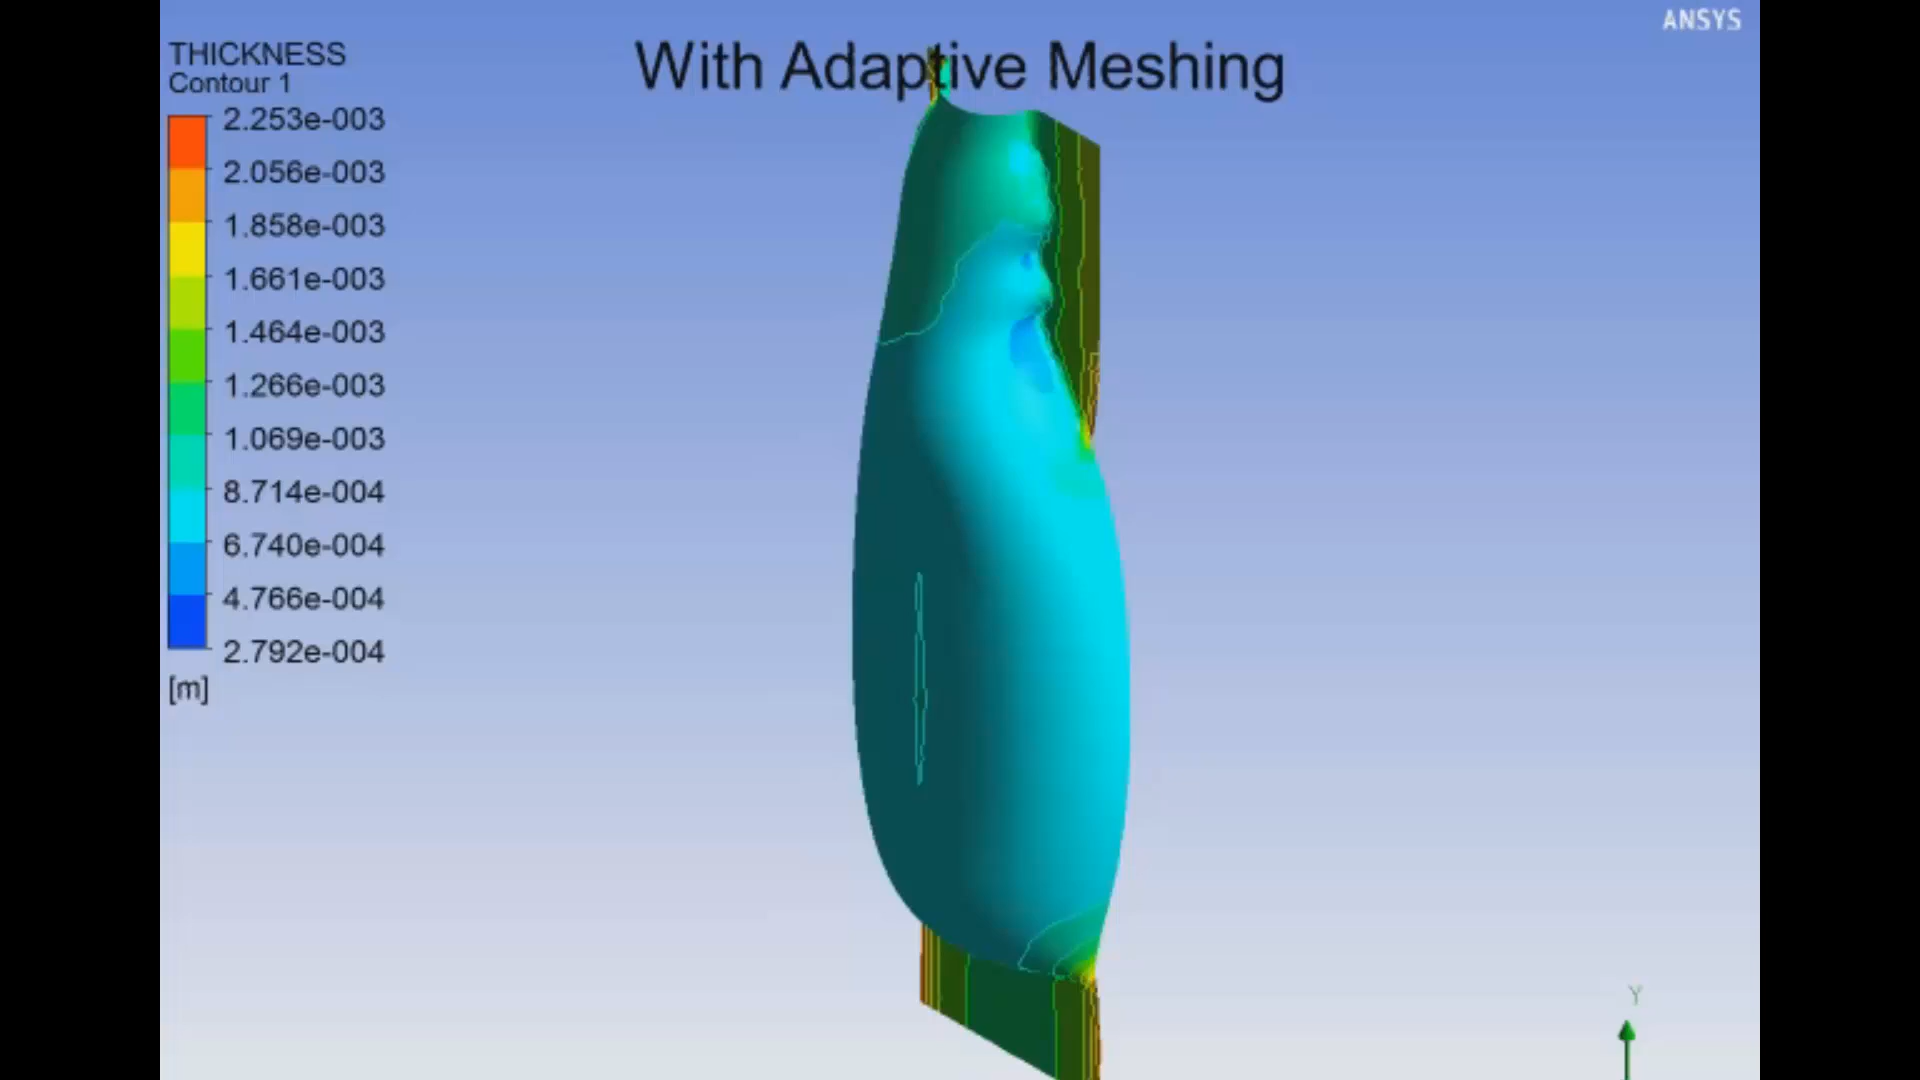 ANSYS
With Adaptive Meshing
THICKNESS
Contour 1
2.253e-003
2.056e-003
1.858e-003
1.661e-003
1.464e-003
1.266e-003
1.069e-003
8.714e-004
6.740e-004
4.766e-004
2.792e-004
[m]
Y